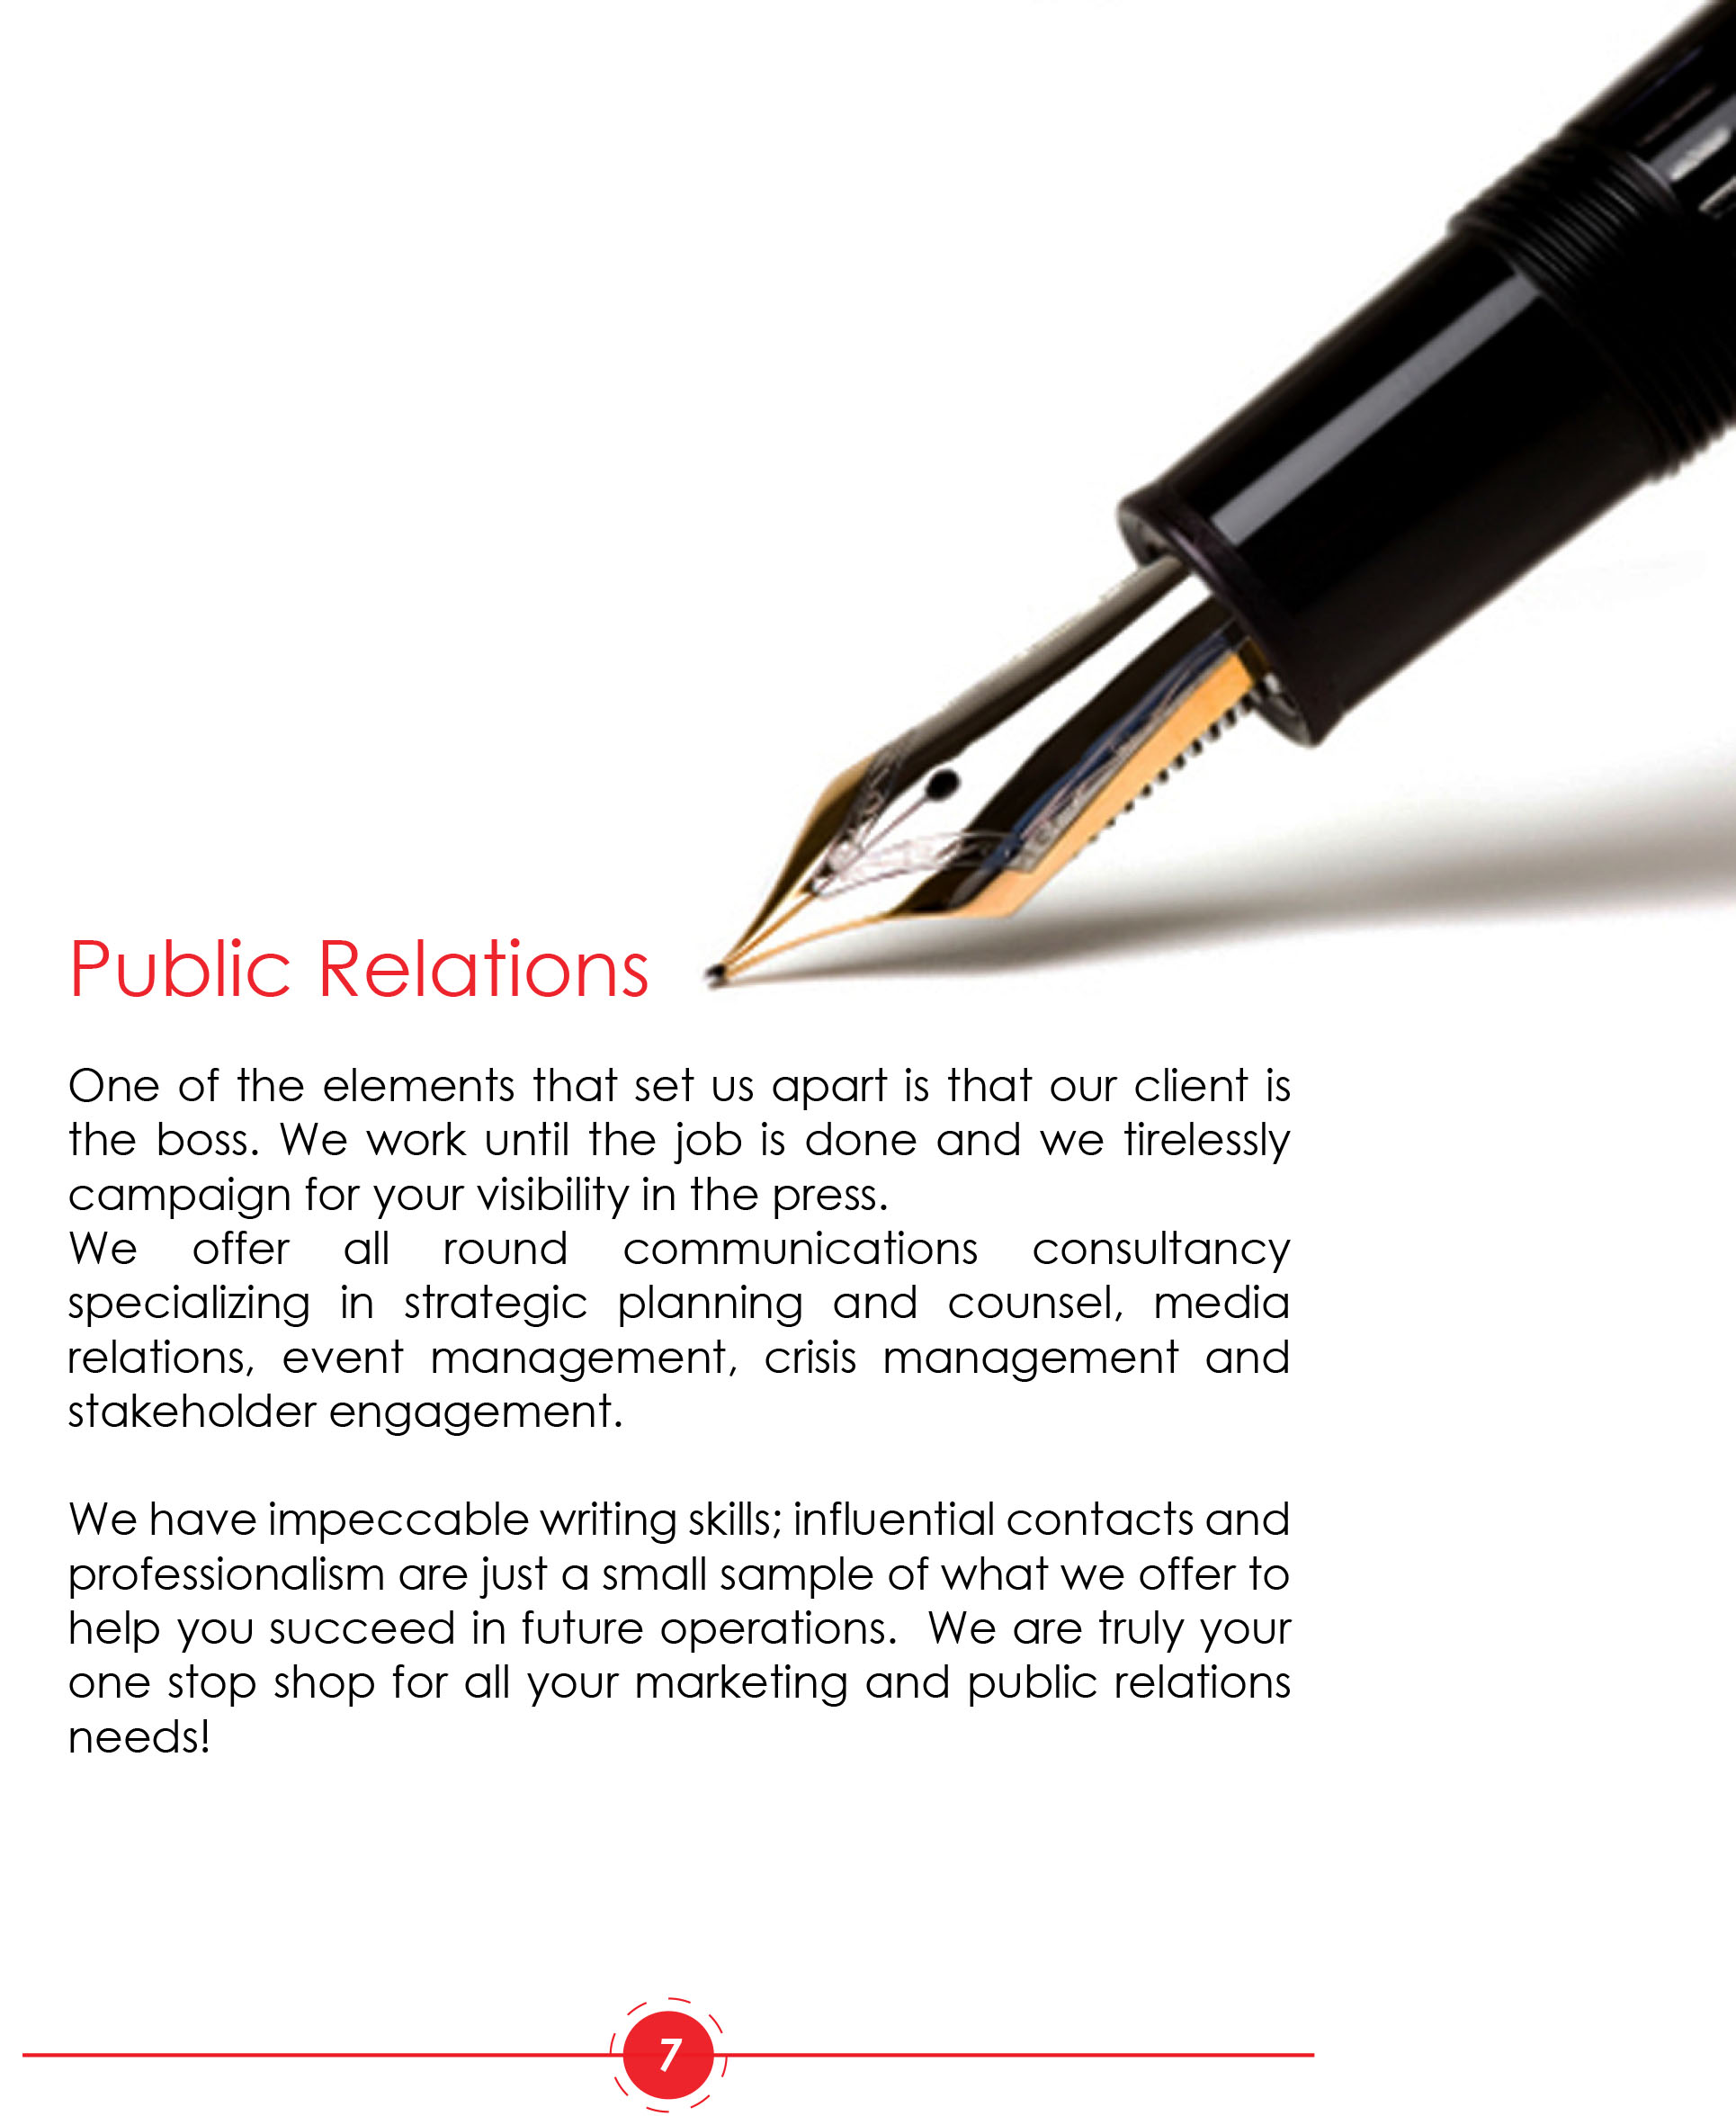 Public Relations
One of the elements that set us apart is that our client is
the boss. We work until the job is done and we tirelessly
campaign for your visibility in the press.
We offer all round communications consultancy
specializing in strategic planning and counsel, media
relations, event management, crisis management and
stakeholder engagement.
We have impeccable writing skills; influential contacts and
professionalism are just a small sample of what we offer to
help you succeed in future operations.  We are truly your
one stop shop for all your marketing and public relations
needs!
7